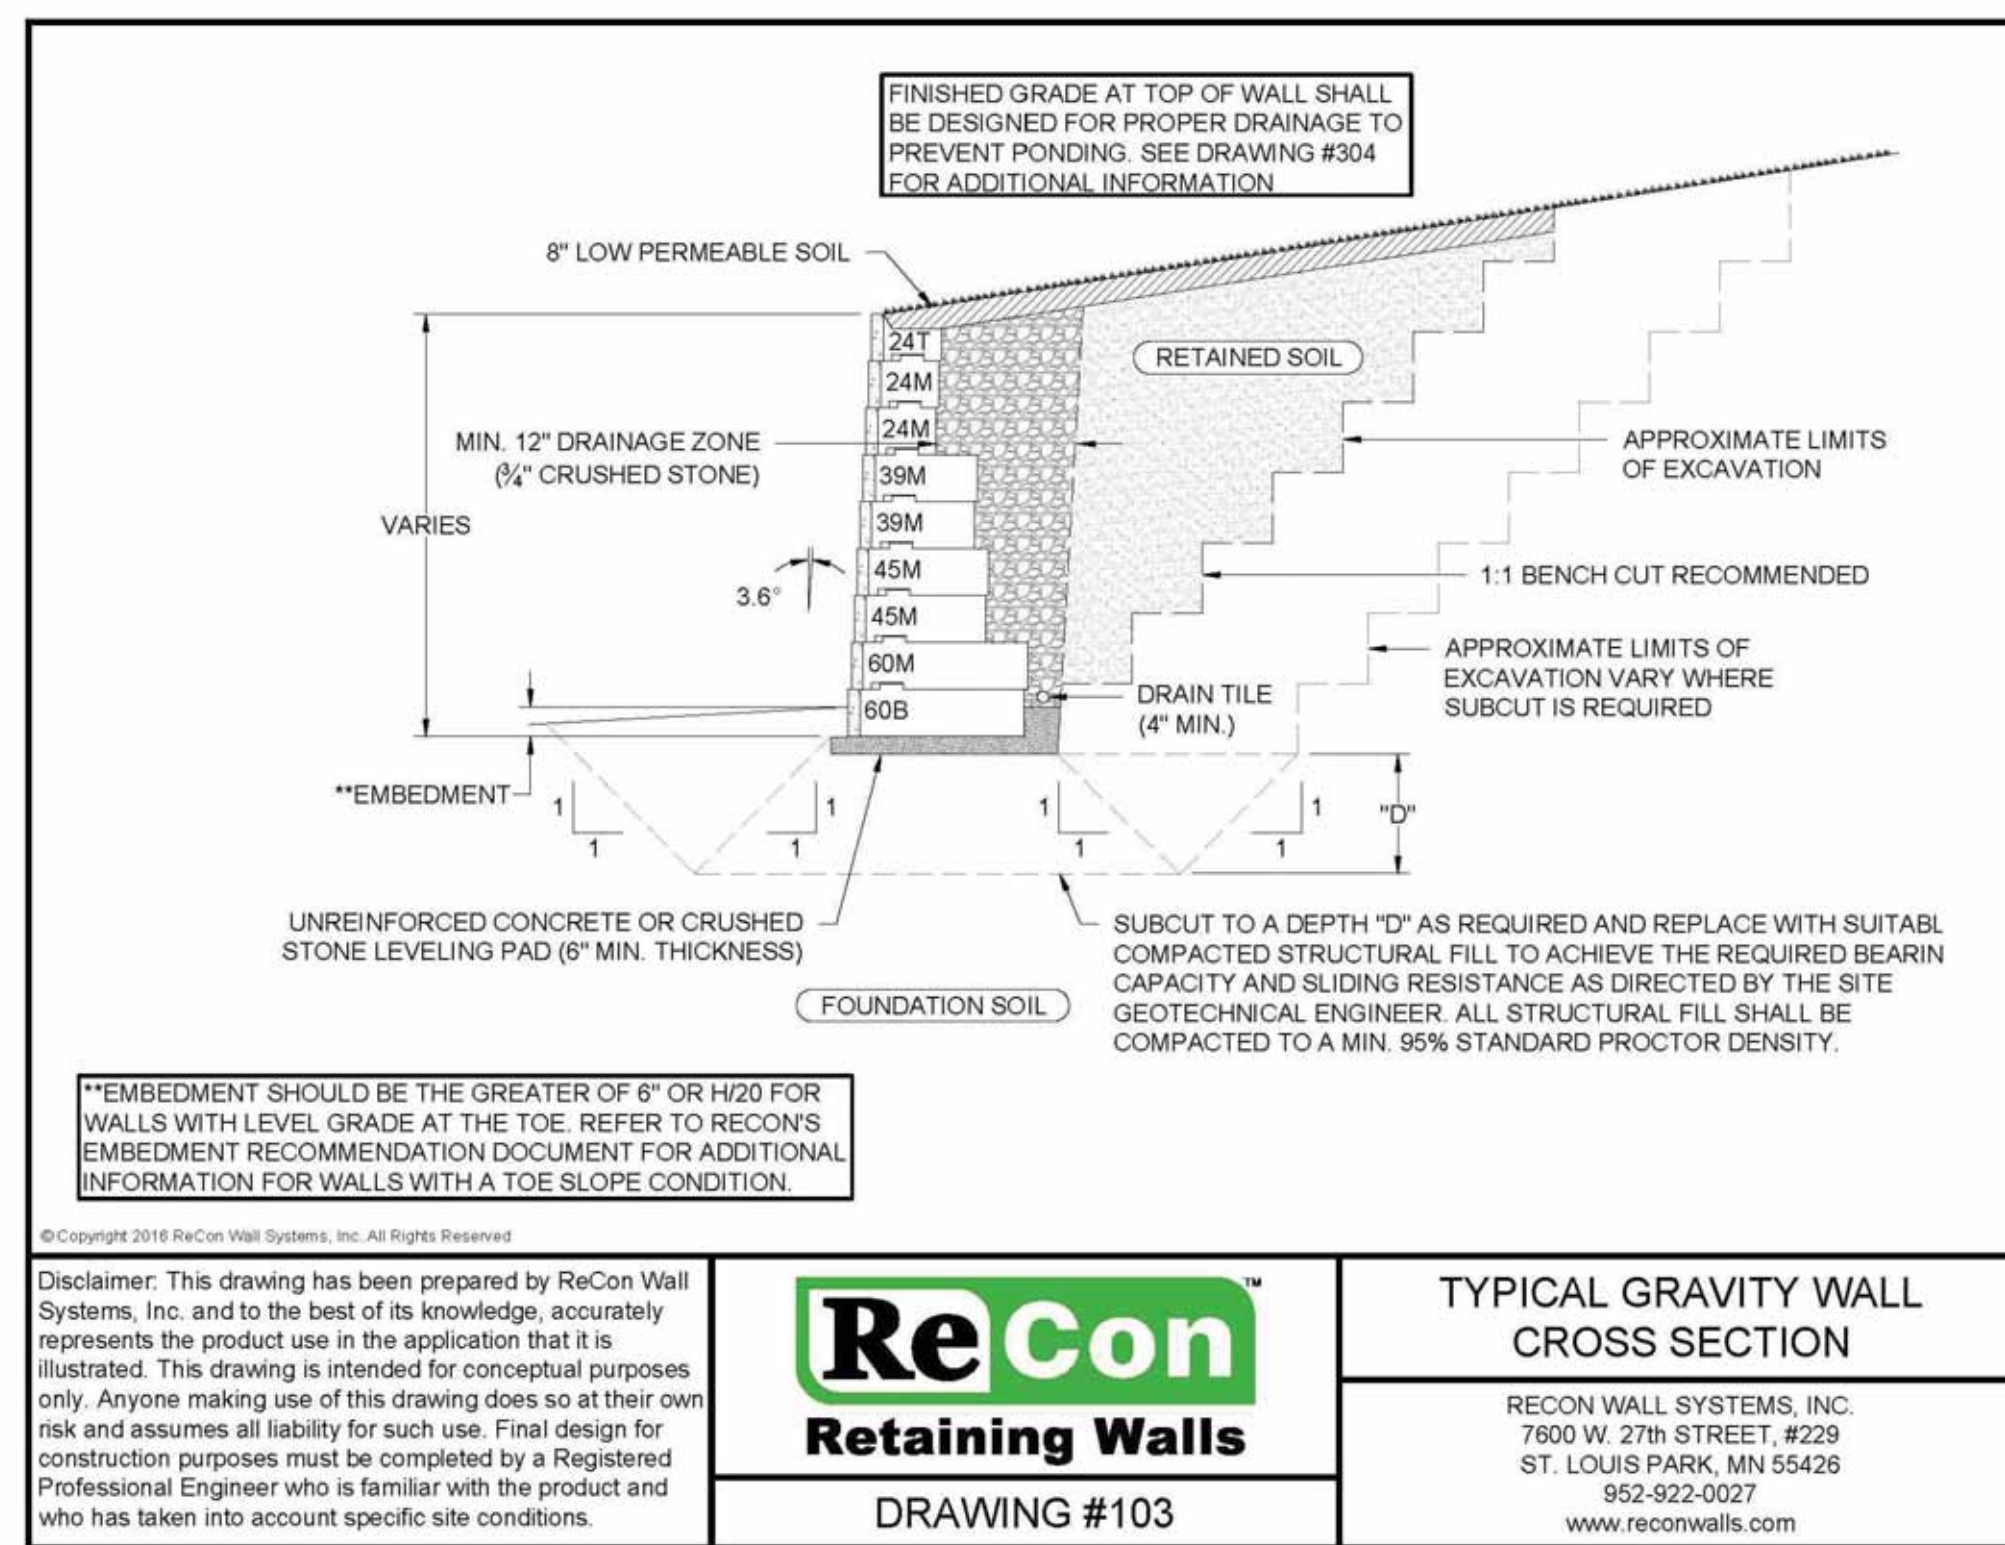 FINISHED GRADE AT TOP OF WALL SHALL
BE DESIGNED FOR PROPER DRAINAGE TO
PREVENT PONDING. SEE DRAWING #304
FOR ADDITIONAL INFORMATION
8" LOW PERMEABLE SOIL
24T
RETAINED SOIL
24M
24M
MIN. 12" DRAINAGE ZONE
(¾" CRUSHED STONE)
APPROXIMATE LIMITS
OF EXCAVATION
39M
VARIES
39M
45M
1:1 BENCH CUT RECOMMENDED
3.6°
45M
APPROXIMATE LIMITS OF
EXCAVATION VARY WHERE
SUBCUT IS REQUIRED
60M
DRAIN TILE
(4" MIN.)
60B
**EMBEDMENT
1
1
1
1
1
1
1
1
"D"
UNREINFORCED CONCRETE OR CRUSHED
STONE LEVELING PAD (6" MIN. THICKNESS)
SUBCUT TO A DEPTH "D" AS REQUIRED AND REPLACE WITH SUITABL
COMPACTED STRUCTURAL FILL TO ACHIEVE THE REQUIRED BEARIN
CAPACITY AND SLIDING RESISTANCE AS DIRECTED BY THE SITE
GEOTECHNICAL ENGINEER. ALL STRUCTURAL FILL SHALL BE
COMPACTED TO A MIN. 95% STANDARD PROCTOR DENSITY.
FOUNDATION SOIL
**EMBEDMENT SHOULD BE THE GREATER OF 6" OR H/20 FOR
WALLS WITH LEVEL GRADE AT THE TOE. REFER TO RECON'S
EMBEDMENT RECOMMENDATION DOCUMENT FOR ADDITIONAL
INFORMATION FOR WALLS WITH A TOE SLOPE CONDITION.
© Copyright 2016 ReCon Wall Systems, Inc. All Rights Reserved
Disclaimer: This drawing has been prepared by ReCon Wall
Systems, Inc. and to the best of its knowledge, accurately
represents the product use in the application that it is
illustrated. This drawing is intended for conceptual purposes
only. Anyone making use of this drawing does so at their own
risk and assumes all liability for such use. Final design for
construction purposes must be completed by a Registered
Professional Engineer who is familiar with the product and
who has taken into account specific site conditions.
ReCon™
Retaining Walls
DRAWING #103
TYPICAL GRAVITY WALL
CROSS SECTION
RECON WALL SYSTEMS, INC.
7600 W. 27th STREET, #229
ST. LOUIS PARK, MN 55426
952-922-0027
www.reconwalls.com